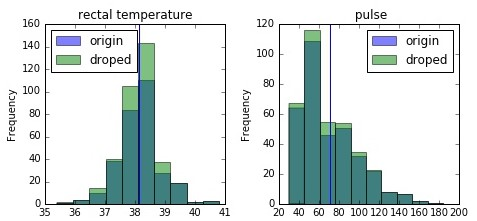 rectal temperature
Frequency
160
140
120
100
80
60
40
20
0
35 36 37 38 39 40 41
origin
droped
pulse
Frequency
120
100
80
60
40
20
0
20 40 60 80 100 120 140 160 180 200
origin
droped